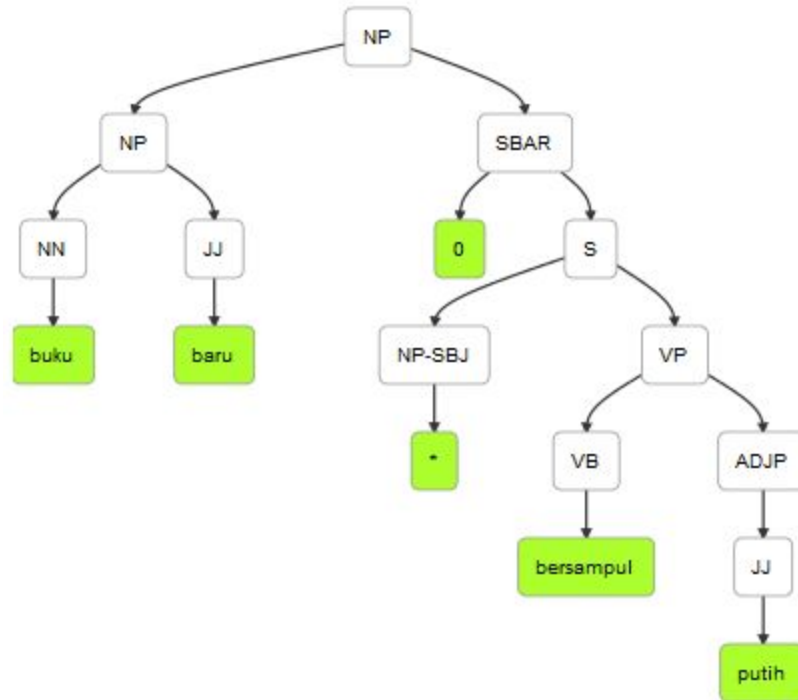 NP
NP SBAR
NN JJ 0 S
buku baru NP-SBJ VP
* VB ADJP
bersampul JJ
putih